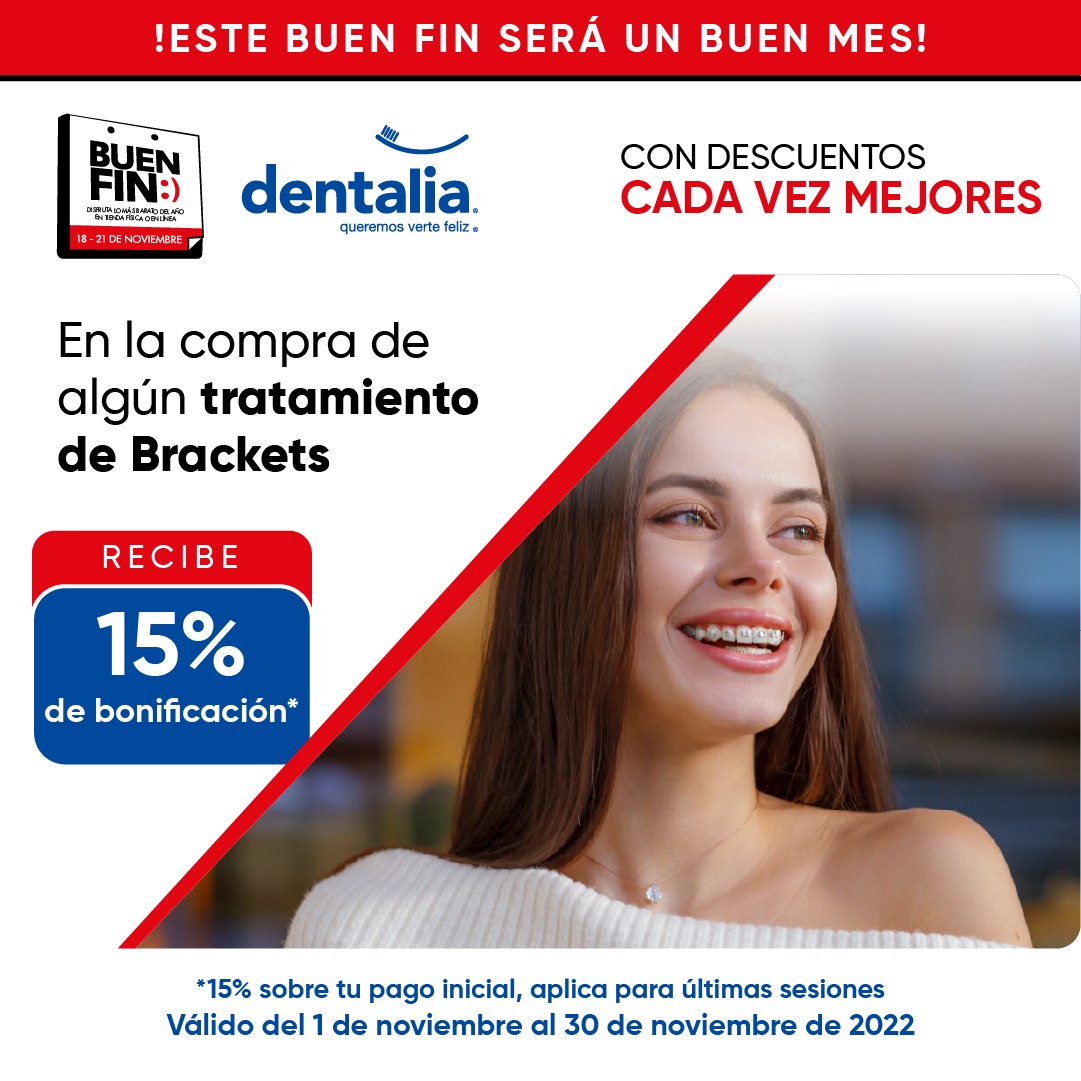 !ESTE BUEN FIN SERÁ UN BUEN MES!
BUEN
FIN:)
DISFRUTA LO MÁS BARATO DEL AÑO
EN TIENDA FÍSICA O EN LÍNEA
18 - 21 DE NOVIEMBRE
dentalia®
queremos verte feliz®
CON DESCUENTOS
CADA VEZ MEJORES
En la compra de
algún tratamiento
de Brackets
RECIBE
15%
de bonificación*
*15% sobre tu pago inicial, aplica para últimas sesiones
Válido del 1 de noviembre al 30 de noviembre de 2022